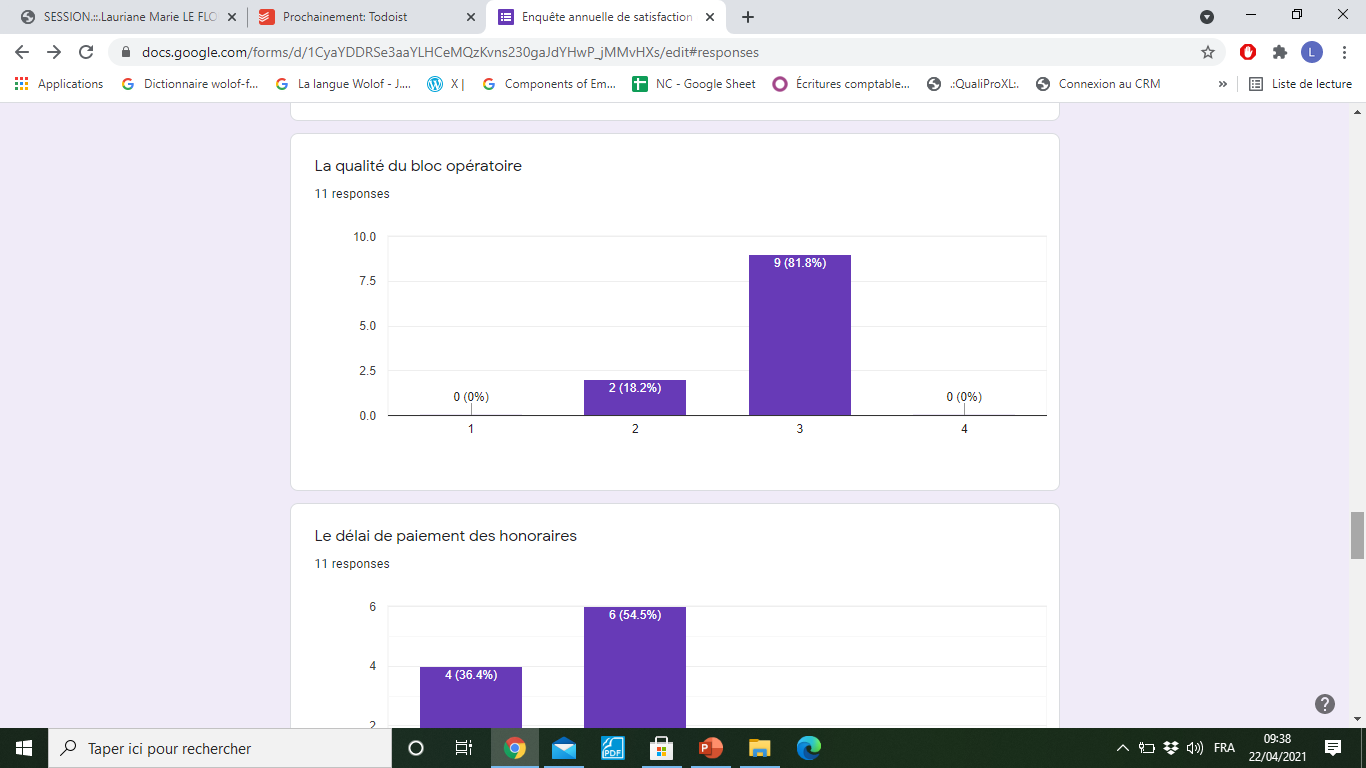 SESSION.::.Lauriane Marie LE FLO
Prochainement: Todoist
Enquête annuelle de satisfaction
docs.google.com/forms/d/1CyaYDDRSe3aaYLHCeMQzKvns230gaJdYHwP_jMMvHXs/edit#responses
L
Applications
Dictionnaire wolof-f...
La langue Wolof - J....
X |
Components of Em...
NC - Google Sheet
Écritures comptable...
.:QualiProXL:.
Connexion au CRM
»
Liste de lecture
La qualité du bloc opératoire
11 responses
10.0
7.5
5.0
2.5
0.0
0 (0%)
2 (18.2%)
9 (81.8%)
0 (0%)
1 2 3 4
Le délai de paiement des honoraires
11 responses
6
4
2
4 (36.4%)
6 (54.5%)
?
Taper ici pour rechercher
PDF
FRA
09:38
22/04/2021